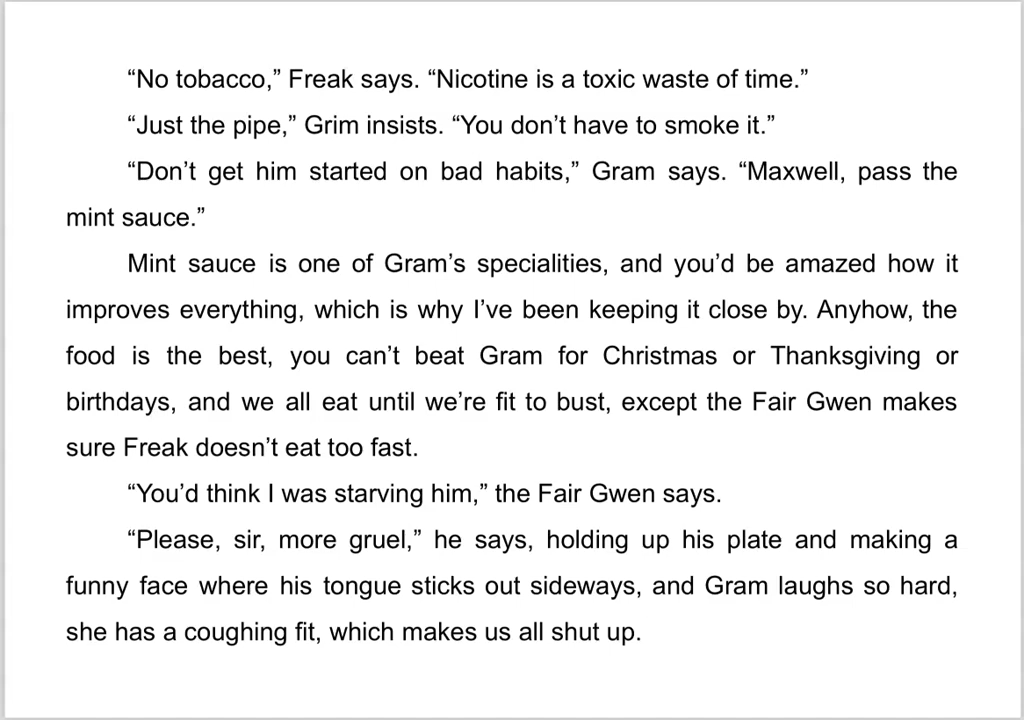 “No tobacco,” Freak says. “Nicotine is a toxic waste of time.”
“Just the pipe,” Grim insists. “You don’t have to smoke it.”
“Don’t get him started on bad habits,” Gram says. “Maxwell, pass the
mint sauce.”
Mint sauce is one of Gram’s specialities, and you’d be amazed how it
improves everything, which is why I’ve been keeping it close by. Anyhow, the
food is the best, you can’t beat Gram for Christmas or Thanksgiving or
birthdays, and we all eat until we’re fit to bust, except the Fair Gwen makes
sure Freak doesn’t eat too fast.
“You’d think I was starving him,” the Fair Gwen says.
“Please, sir, more gruel,” he says, holding up his plate and making a
funny face where his tongue sticks out sideways, and Gram laughs so hard,
she has a coughing fit, which makes us all shut up.